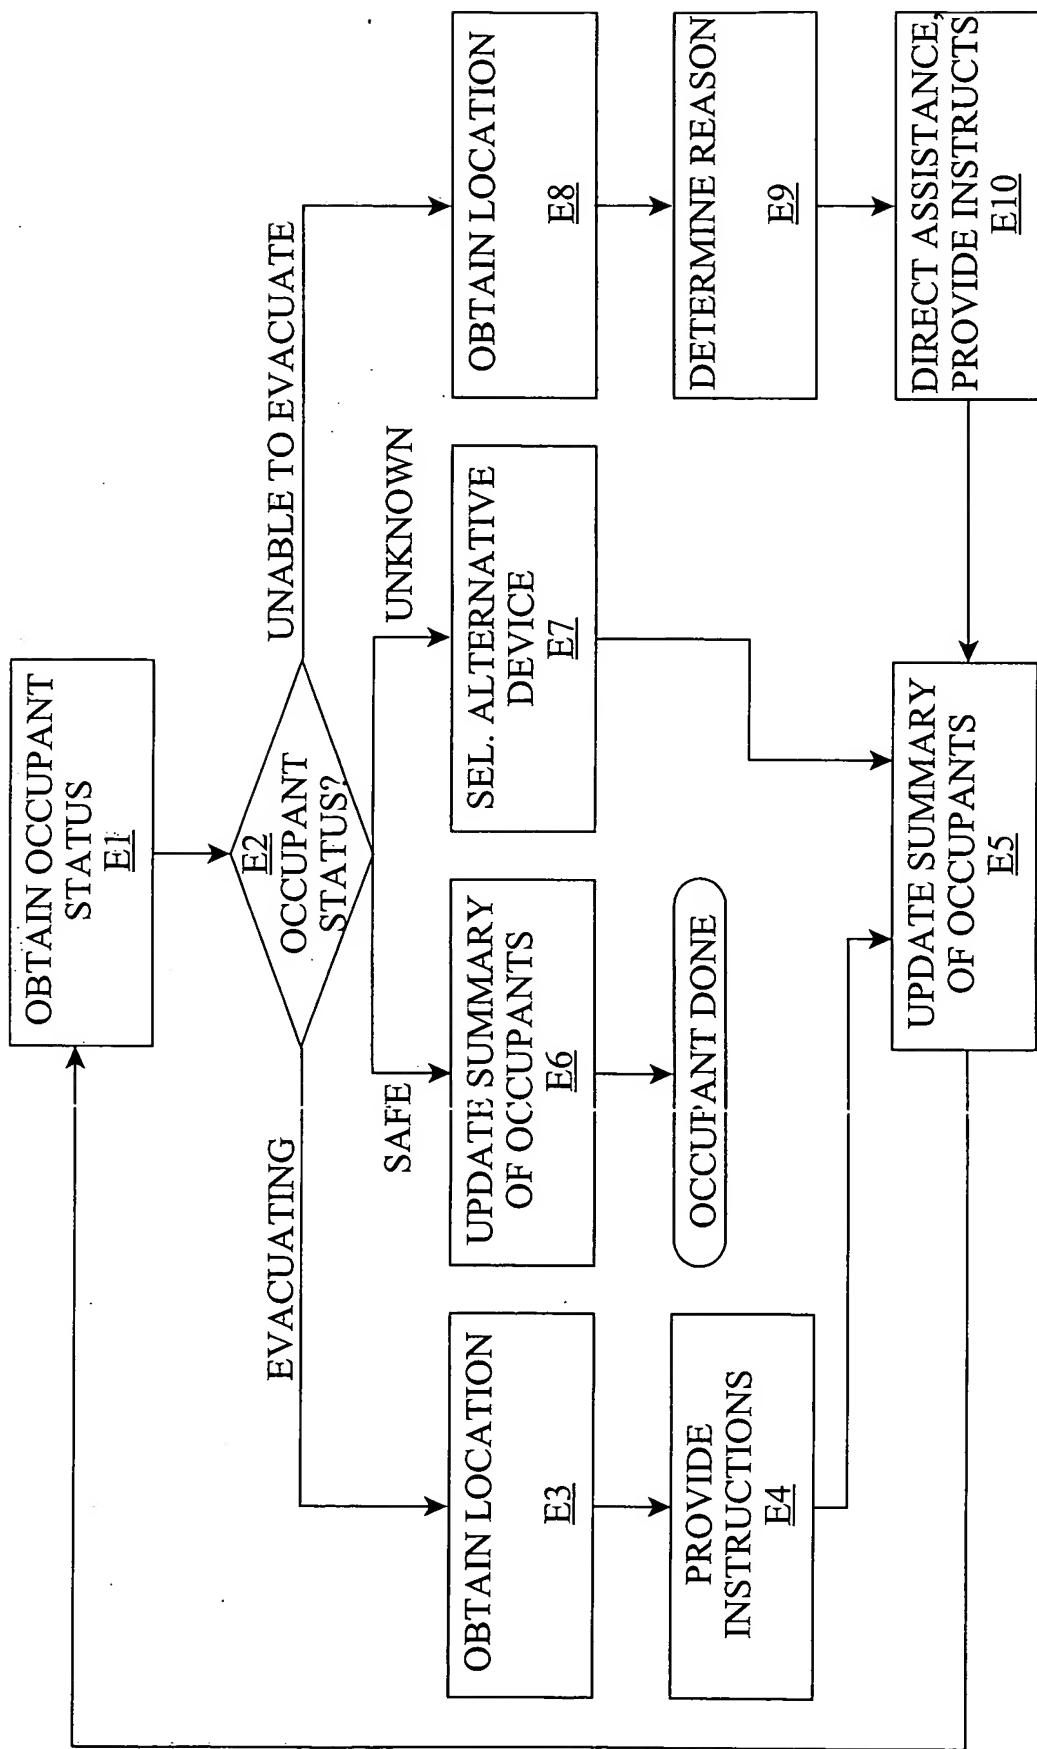 OBTAIN OCCUPANT
STATUS
E1
E2
OCCUPANT
STATUS?
EVACUATING
SAFE
UNKNOWN
UNABLE TO EVACUATE
OBTAIN LOCATION
E3
PROVIDE
INSTRUCTIONS
E4
UPDATE SUMMARY
OF OCCUPANTS
E6
OCCUPANT DONE
SEL. ALTERNATIVE
DEVICE
E7
OBTAIN LOCATION
E8
DETERMINE REASON
E9
DIRECT ASSISTANCE,
PROVIDE INSTRUCTS
E10
UPDATE SUMMARY
OF OCCUPANTS
E5